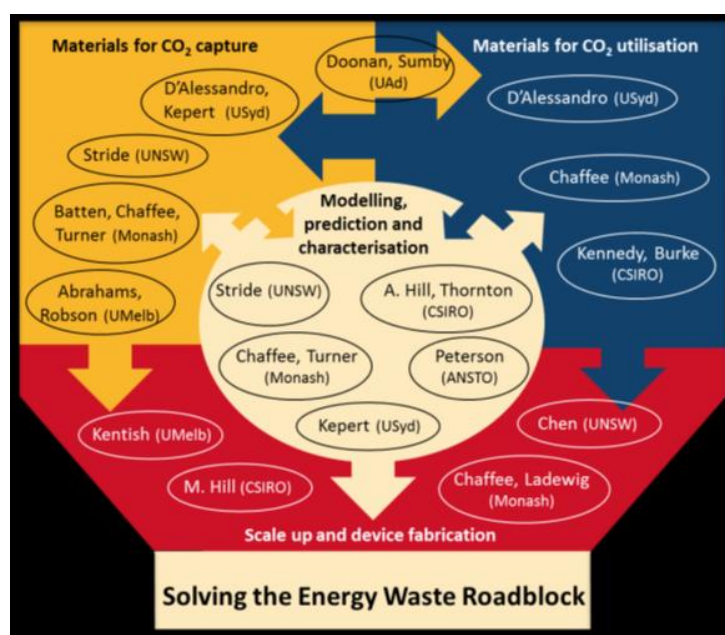 Materials for CO₂ capture
Materials for CO₂ utilisation
Doonan, Sumby
(UAd)
D'Alessandro,
Kepert (USyd)
D'Alessandro (USyd)
Stride (UNSW)
Chaffee (Monash)
Batten, Chaffee,
Turner (Monash)
Kennedy, Burke
(CSIRO)
Abrahams,
Robson (UMelb)
Modelling,
prediction and
characterisation
Stride (UNSW)
A. Hill, Thornton
(CSIRO)
Chaffee, Turner
(Monash)
Peterson
(ANSTO)
Kepert (USyd)
Kentish (UMelb)
Chen (UNSW)
M. Hill (CSIRO)
Chaffee, Ladewig
(Monash)
Scale up and device fabrication
Solving the Energy Waste Roadblock